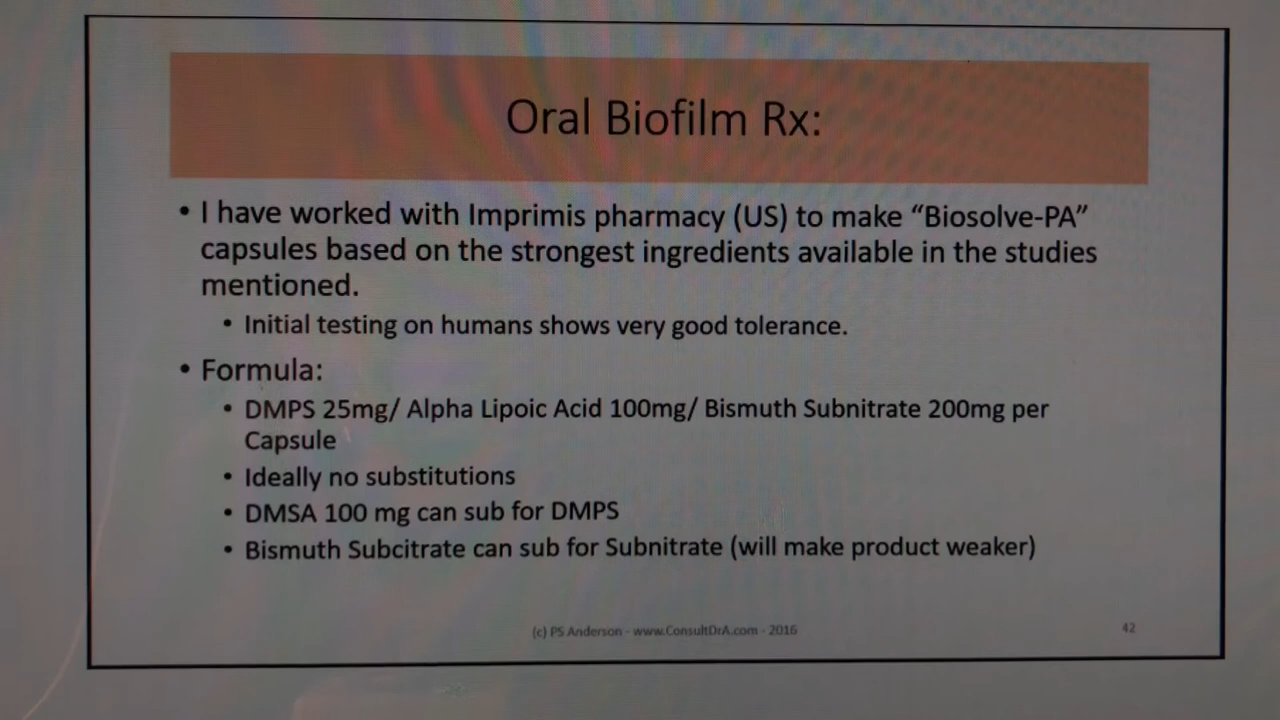 Oral Biofilm Rx:
• I have worked with Imprimis pharmacy (US) to make “Biosolve-PA”
capsules based on the strongest ingredients available in the studies
mentioned.
• Initial testing on humans shows very good tolerance.
• Formula:
• DMPS 25mg/ Alpha Lipoic Acid 100mg/ Bismuth Subnitrate 200mg per
Capsule
• Ideally no substitutions
• DMSA 100 mg can sub for DMPS
• Bismuth Subcitrate can sub for Subnitrate (will make product weaker)
(c) PS Anderson - www.ConsultDrA.com - 2016
42